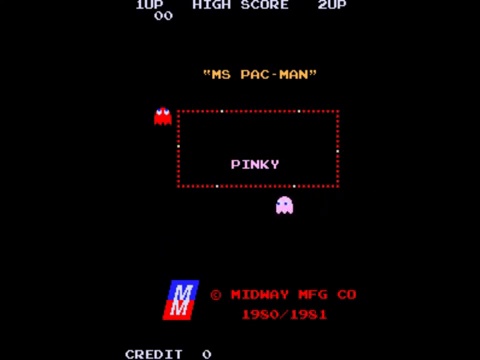 1UP HIGH SCORE 2UP
00
"MS PAC-MAN"
PINKY
MM
© MIDWAY MFG CO
1980/1981
CREDIT 0